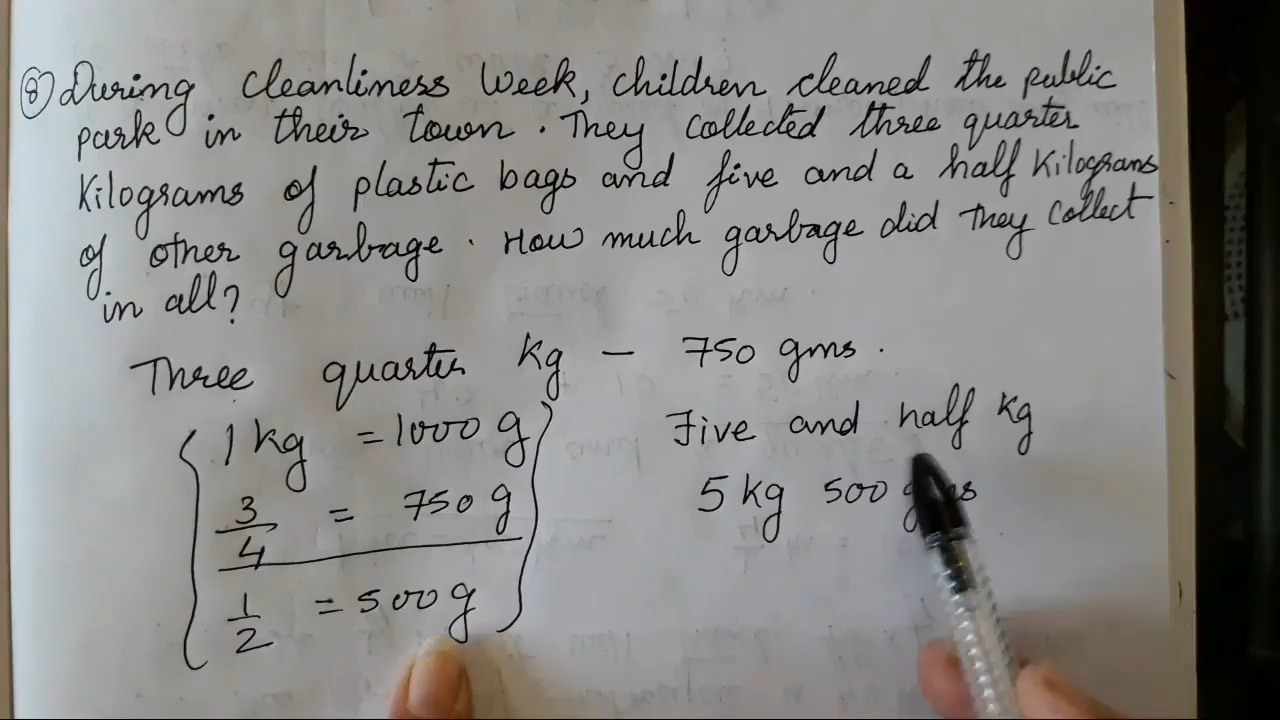 8 During cleanliness week, children cleaned the public
park in their town. They collected three quarter
kilograms of plastic bags and five and a half kilograms
of other garbage. How much garbage did they collect
in all?
Three quarter kg – 750 gms.
1 kg = 1000 g
3/4 = 750 g
1/2 = 500 g
Five and half kg
5 kg 500 gms